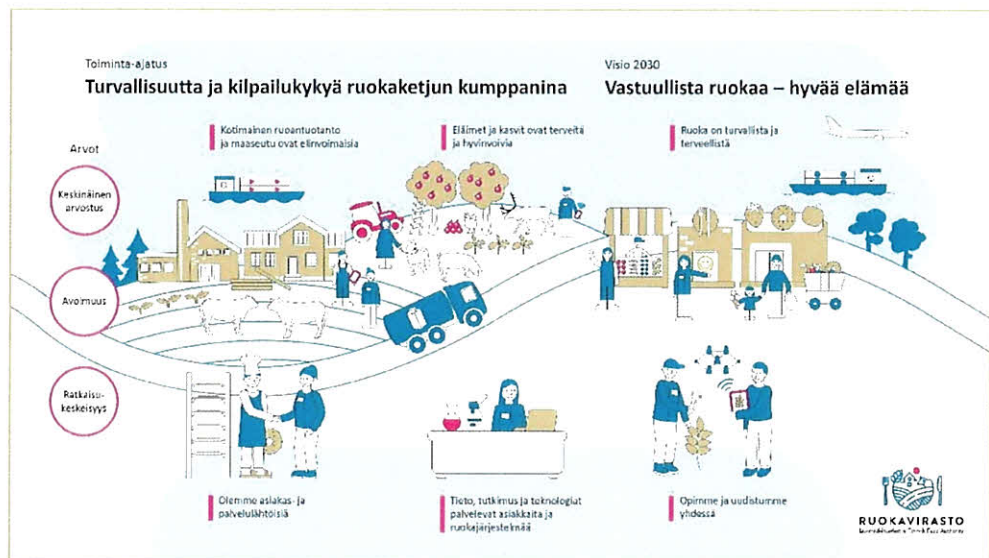 Toiminta-ajatus
Turvallisuutta ja kilpailukykyä ruokaketjun kumppanina
Visio 2030
Vastuullista ruokaa – hyvää elämää
Arvot
Keskinäinen
arvostus
Avoimuus
Ratkaisu-
keskeisyys
Kotimainen ruoantuotanto
ja maaseutu ovat elinvoimaisia
Eläimet ja kasvit ovat terveitä
ja hyvinvoivia
Ruoka on turvallista ja
terveellistä
Olemme asiakas- ja
palvelulähtöisiä
Tieto, tutkimus ja teknologiat
palvelevat asiakkaita ja
ruokajärjestelmää
Opimme ja uudistumme
yhdessä
RUOKAVIRASTO